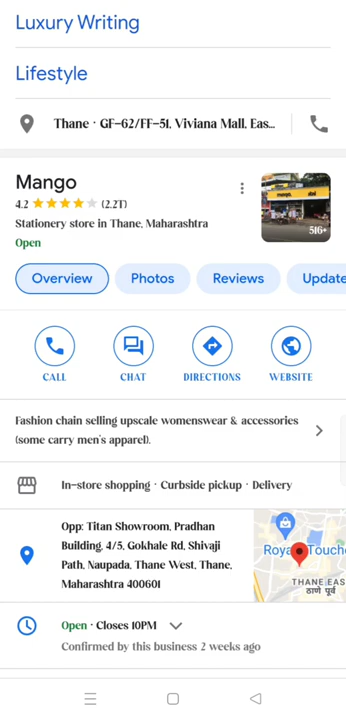 Luxury Writing
Lifestyle
Thane · GF-62/FF-51, Viviana Mall, Eas...
Mango
4.2 (2.2T)
Stationery store in Thane, Maharashtra
516+
Open
Overview Photos Reviews Update
CALL CHAT DIRECTIONS WEBSITE
Fashion chain selling upscale womenswear & accessories
(some carry men's apparel).
In-store shopping · Curbside pickup · Delivery
Opp: Titan Showroom, Pradhan
Building, 4/5, Gokhale Rd, Shivaji
Path, Naupada, Thane West, Thane,
Maharashtra 400601
Roya Touch
THANE EAS
ठाणे पूर्व
Open · Closes 10PM
Confirmed by this business 2 weeks ago